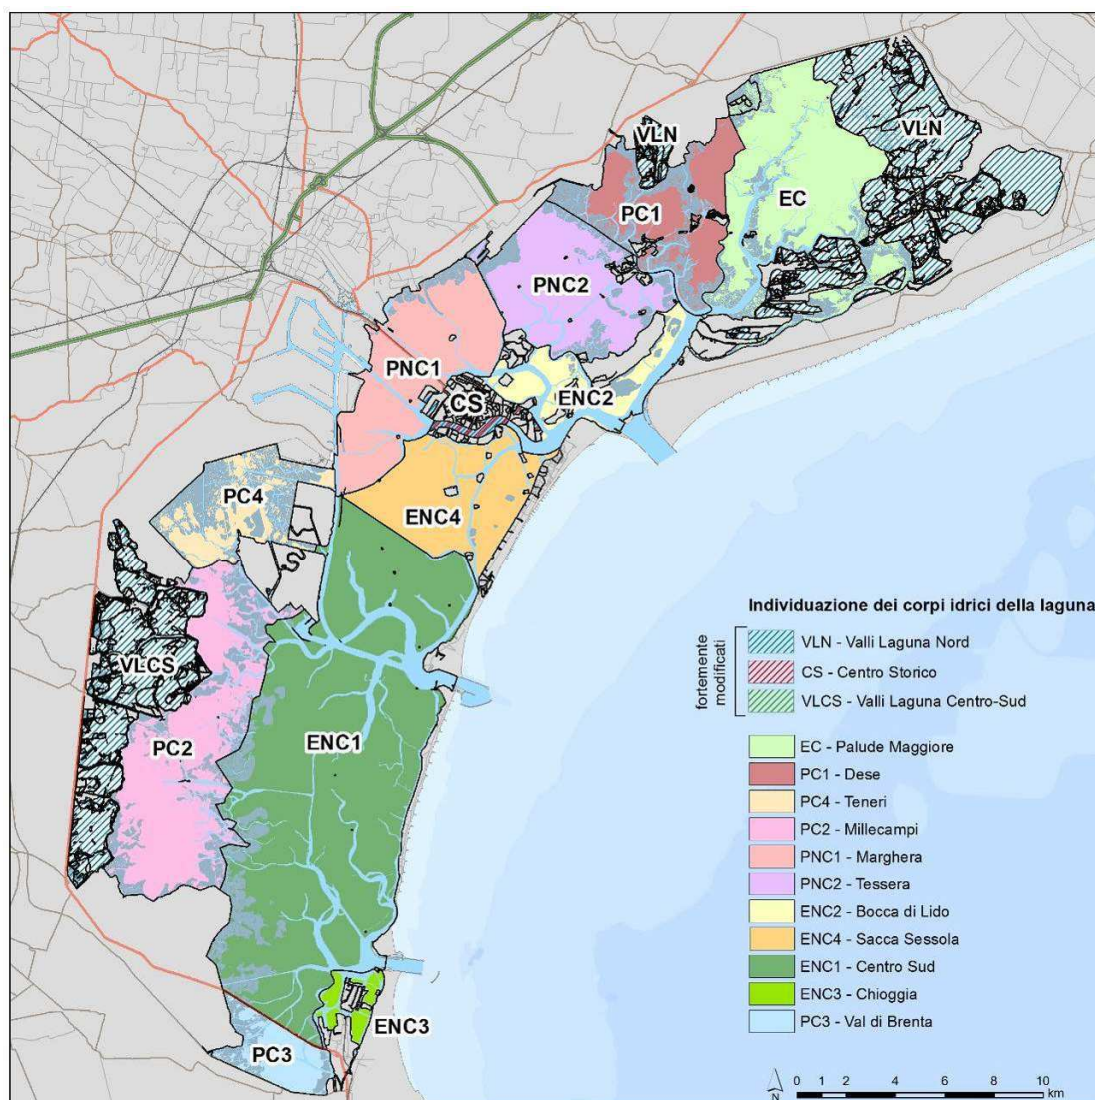 VLN
VLN
PC1
EC
PNC2
PNC1
CS
ENC2
PC4
ENC4
VLCS
PC2
ENC1
ENC3
PC3
Individuazione dei corpi idrici della laguna
fortemente
modificati
VLN - Valli Laguna Nord
CS - Centro Storico
VLCS - Valli Laguna Centro-Sud
EC - Palude Maggiore
PC1 - Dese
PC4 - Teneri
PC2 - Millecampi
PNC1 - Marghera
PNC2 - Tessera
ENC2 - Bocca di Lido
ENC4 - Sacca Sessola
ENC1 - Centro Sud
ENC3 - Chioggia
PC3 - Val di Brenta
N
0 1 2 4 6 8 10
km